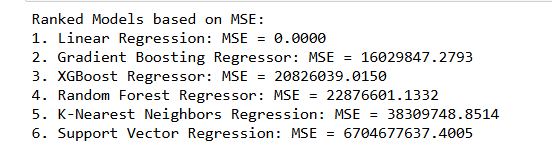 Ranked Models based on MSE:
1. Linear Regression: MSE = 0.0000
2. Gradient Boosting Regressor: MSE = 16029847.2793
3. XGBoost Regressor: MSE = 20826039.0150
4. Random Forest Regressor: MSE = 22876601.1332
5. K-Nearest Neighbors Regression: MSE = 38309748.8514
6. Support Vector Regression: MSE = 6704677637.4005